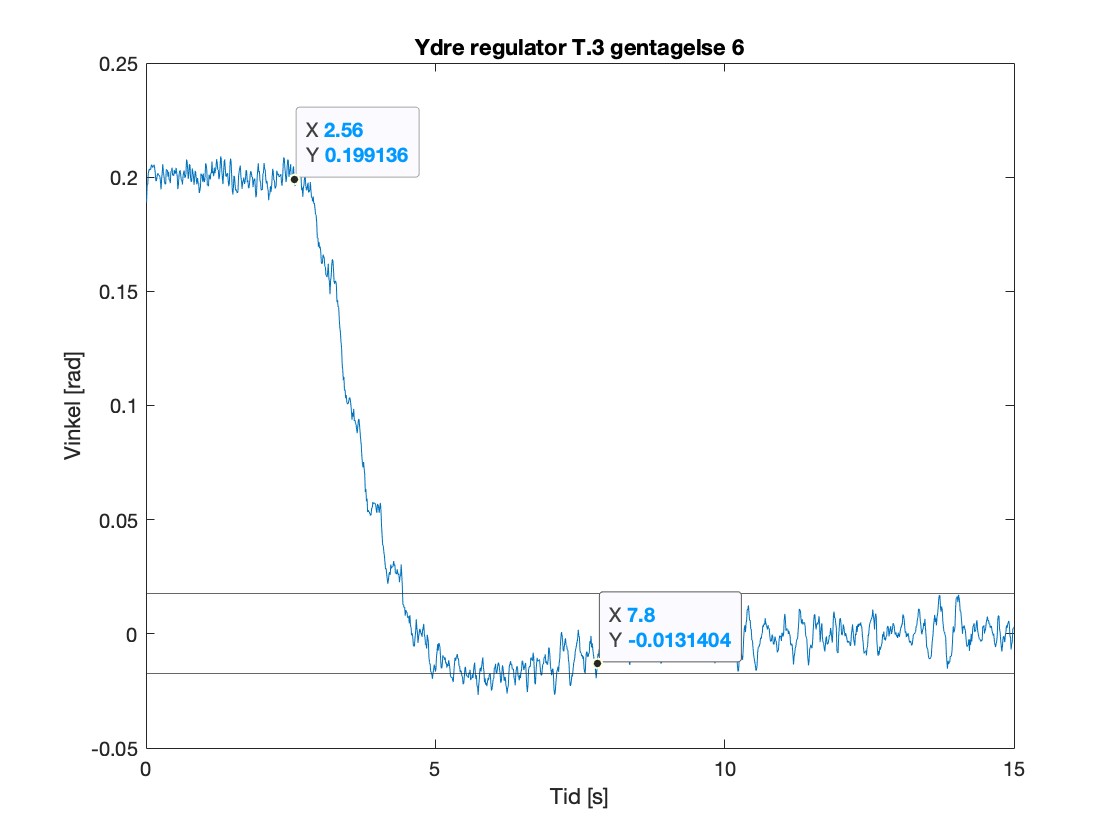 Ydre regulator T.3 gentagelse 6
0.25
X 2.56
Y 0.199136
0.2
0.15
Vinkel [rad]
0.1
0.05
X 7.8
Y -0.0131404
0
-0.05
0 5 10 15
Tid [s]